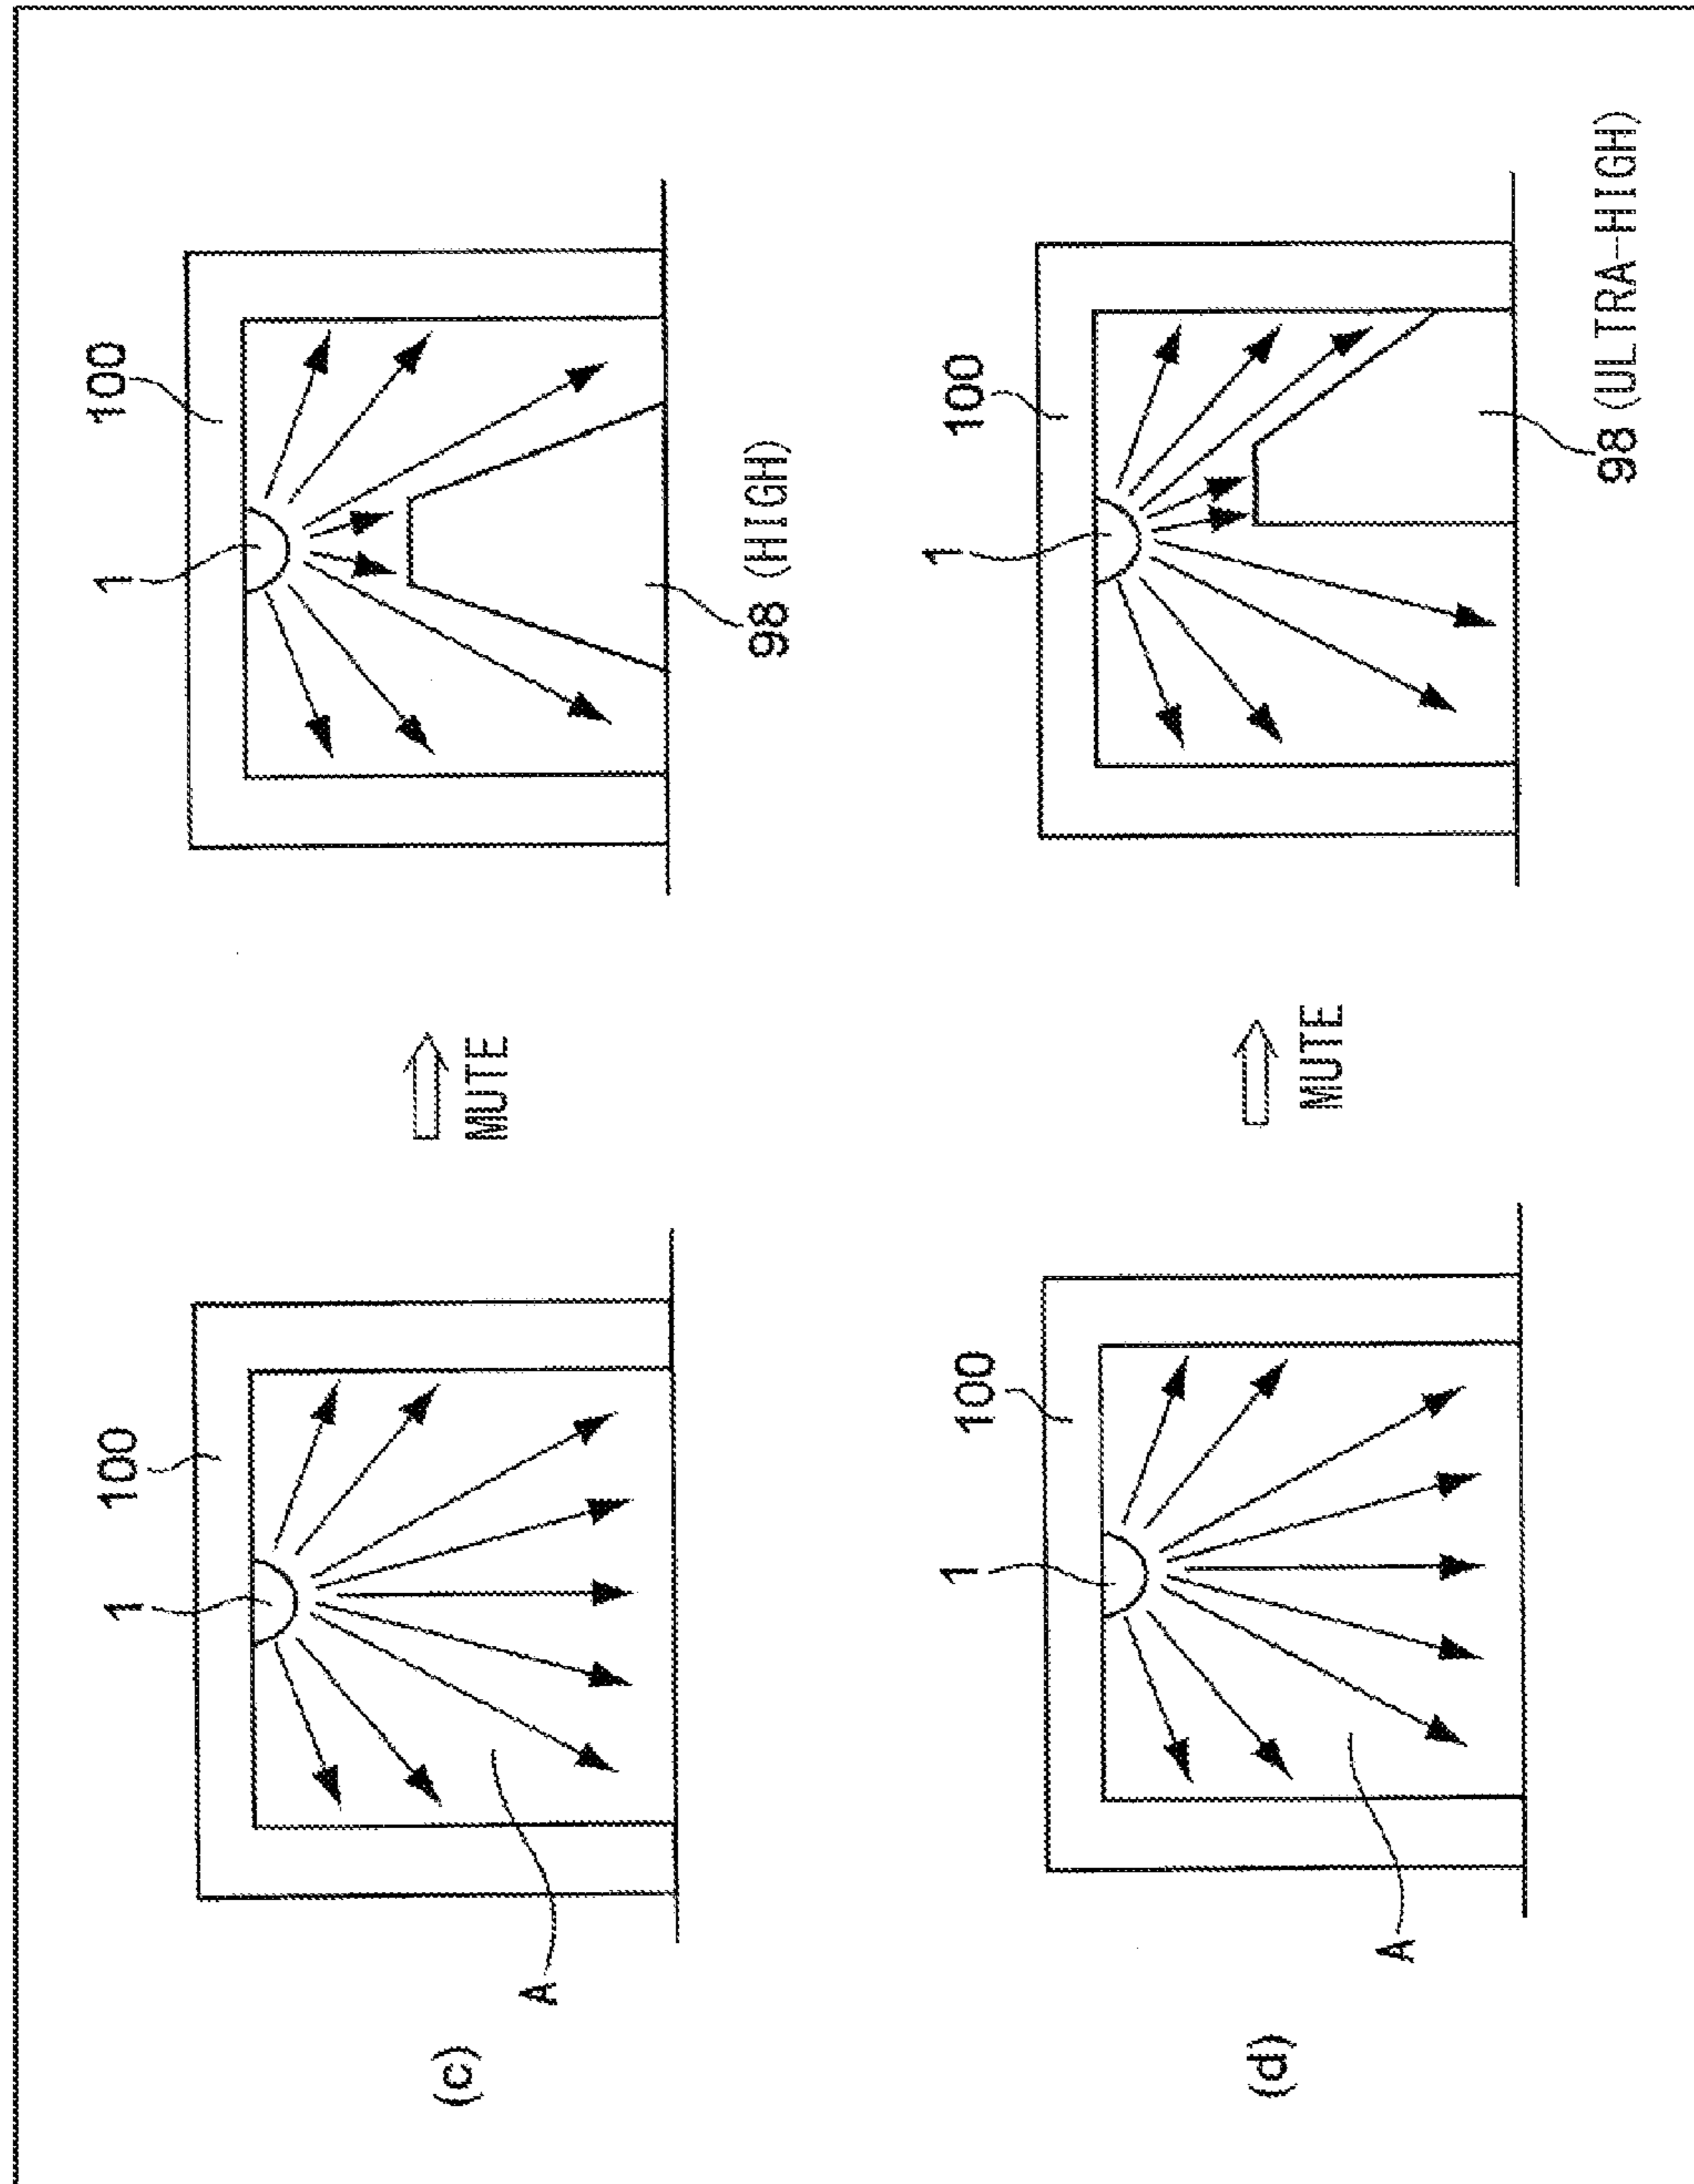 (c)
1
100
A
MUTE
1
100
98 (HIGH)
(d)
1
100
A
MUTE
1
100
98 (ULTRA-HIGH)